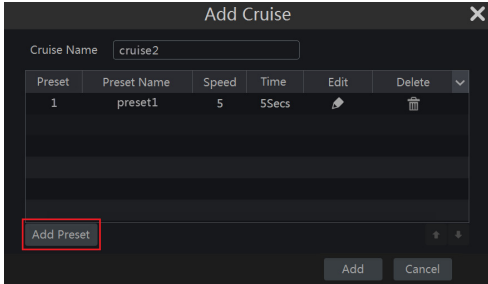 Add Cruise
Cruise Name cruise2
Preset Preset Name Speed Time Edit Delete
1 preset1 5 5Secs
Add Preset
Add Cancel